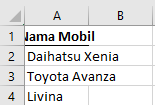 A B
1 Nama Mobil
2 Daihatsu Xenia
3 Toyota Avanza
4 Livina